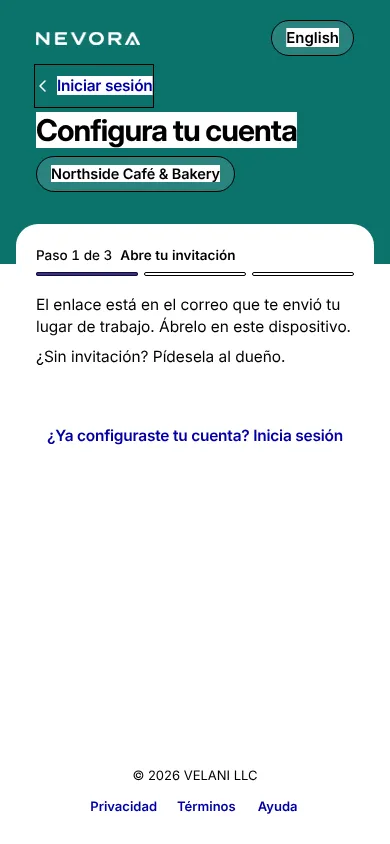 NEVORA
English
Iniciar sesión
Configura tu cuenta
Northside Café & Bakery
Paso 1 de 3 Abre tu invitación
El enlace está en el correo que te envió tu
lugar de trabajo. Ábrelo en este dispositivo.
¿Sin invitación? Pídesela al dueño.
¿Ya configuraste tu cuenta? Inicia sesión
© 2026 VELANI LLC
Privacidad Términos Ayuda